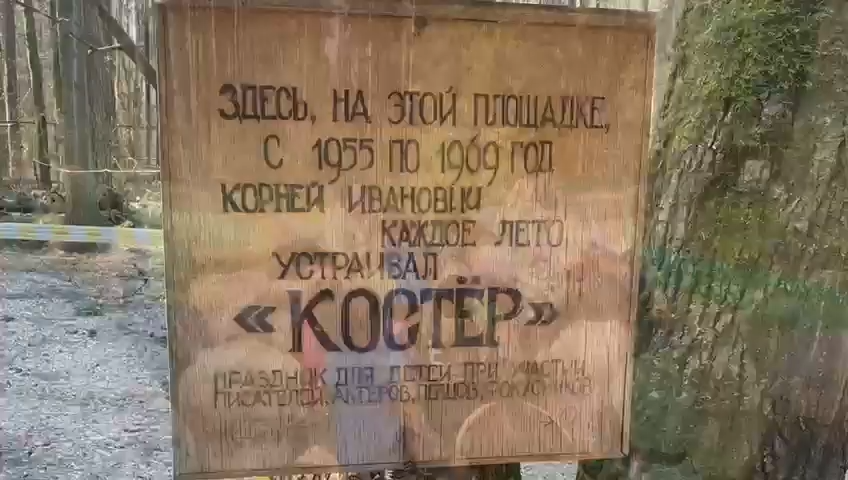 ЗДЕСЬ, НА ЭТОЙ ПЛОЩАДКЕ,
С 1955 ПО 1969 ГОД
КОРНЕЙ ИВАНОВИЧ
КАЖДОЕ ЛЕТО
УСТРАИВАЛ
«КОСТЁР»
ПРАЗДНИК ДЛЯ ДЕТЕЙ ПРИ УЧАСТИИ
ПИСАТЕЛЕЙ, АКТЕРОВ, ПЕВЦОВ, ФОКУСНИКОВ